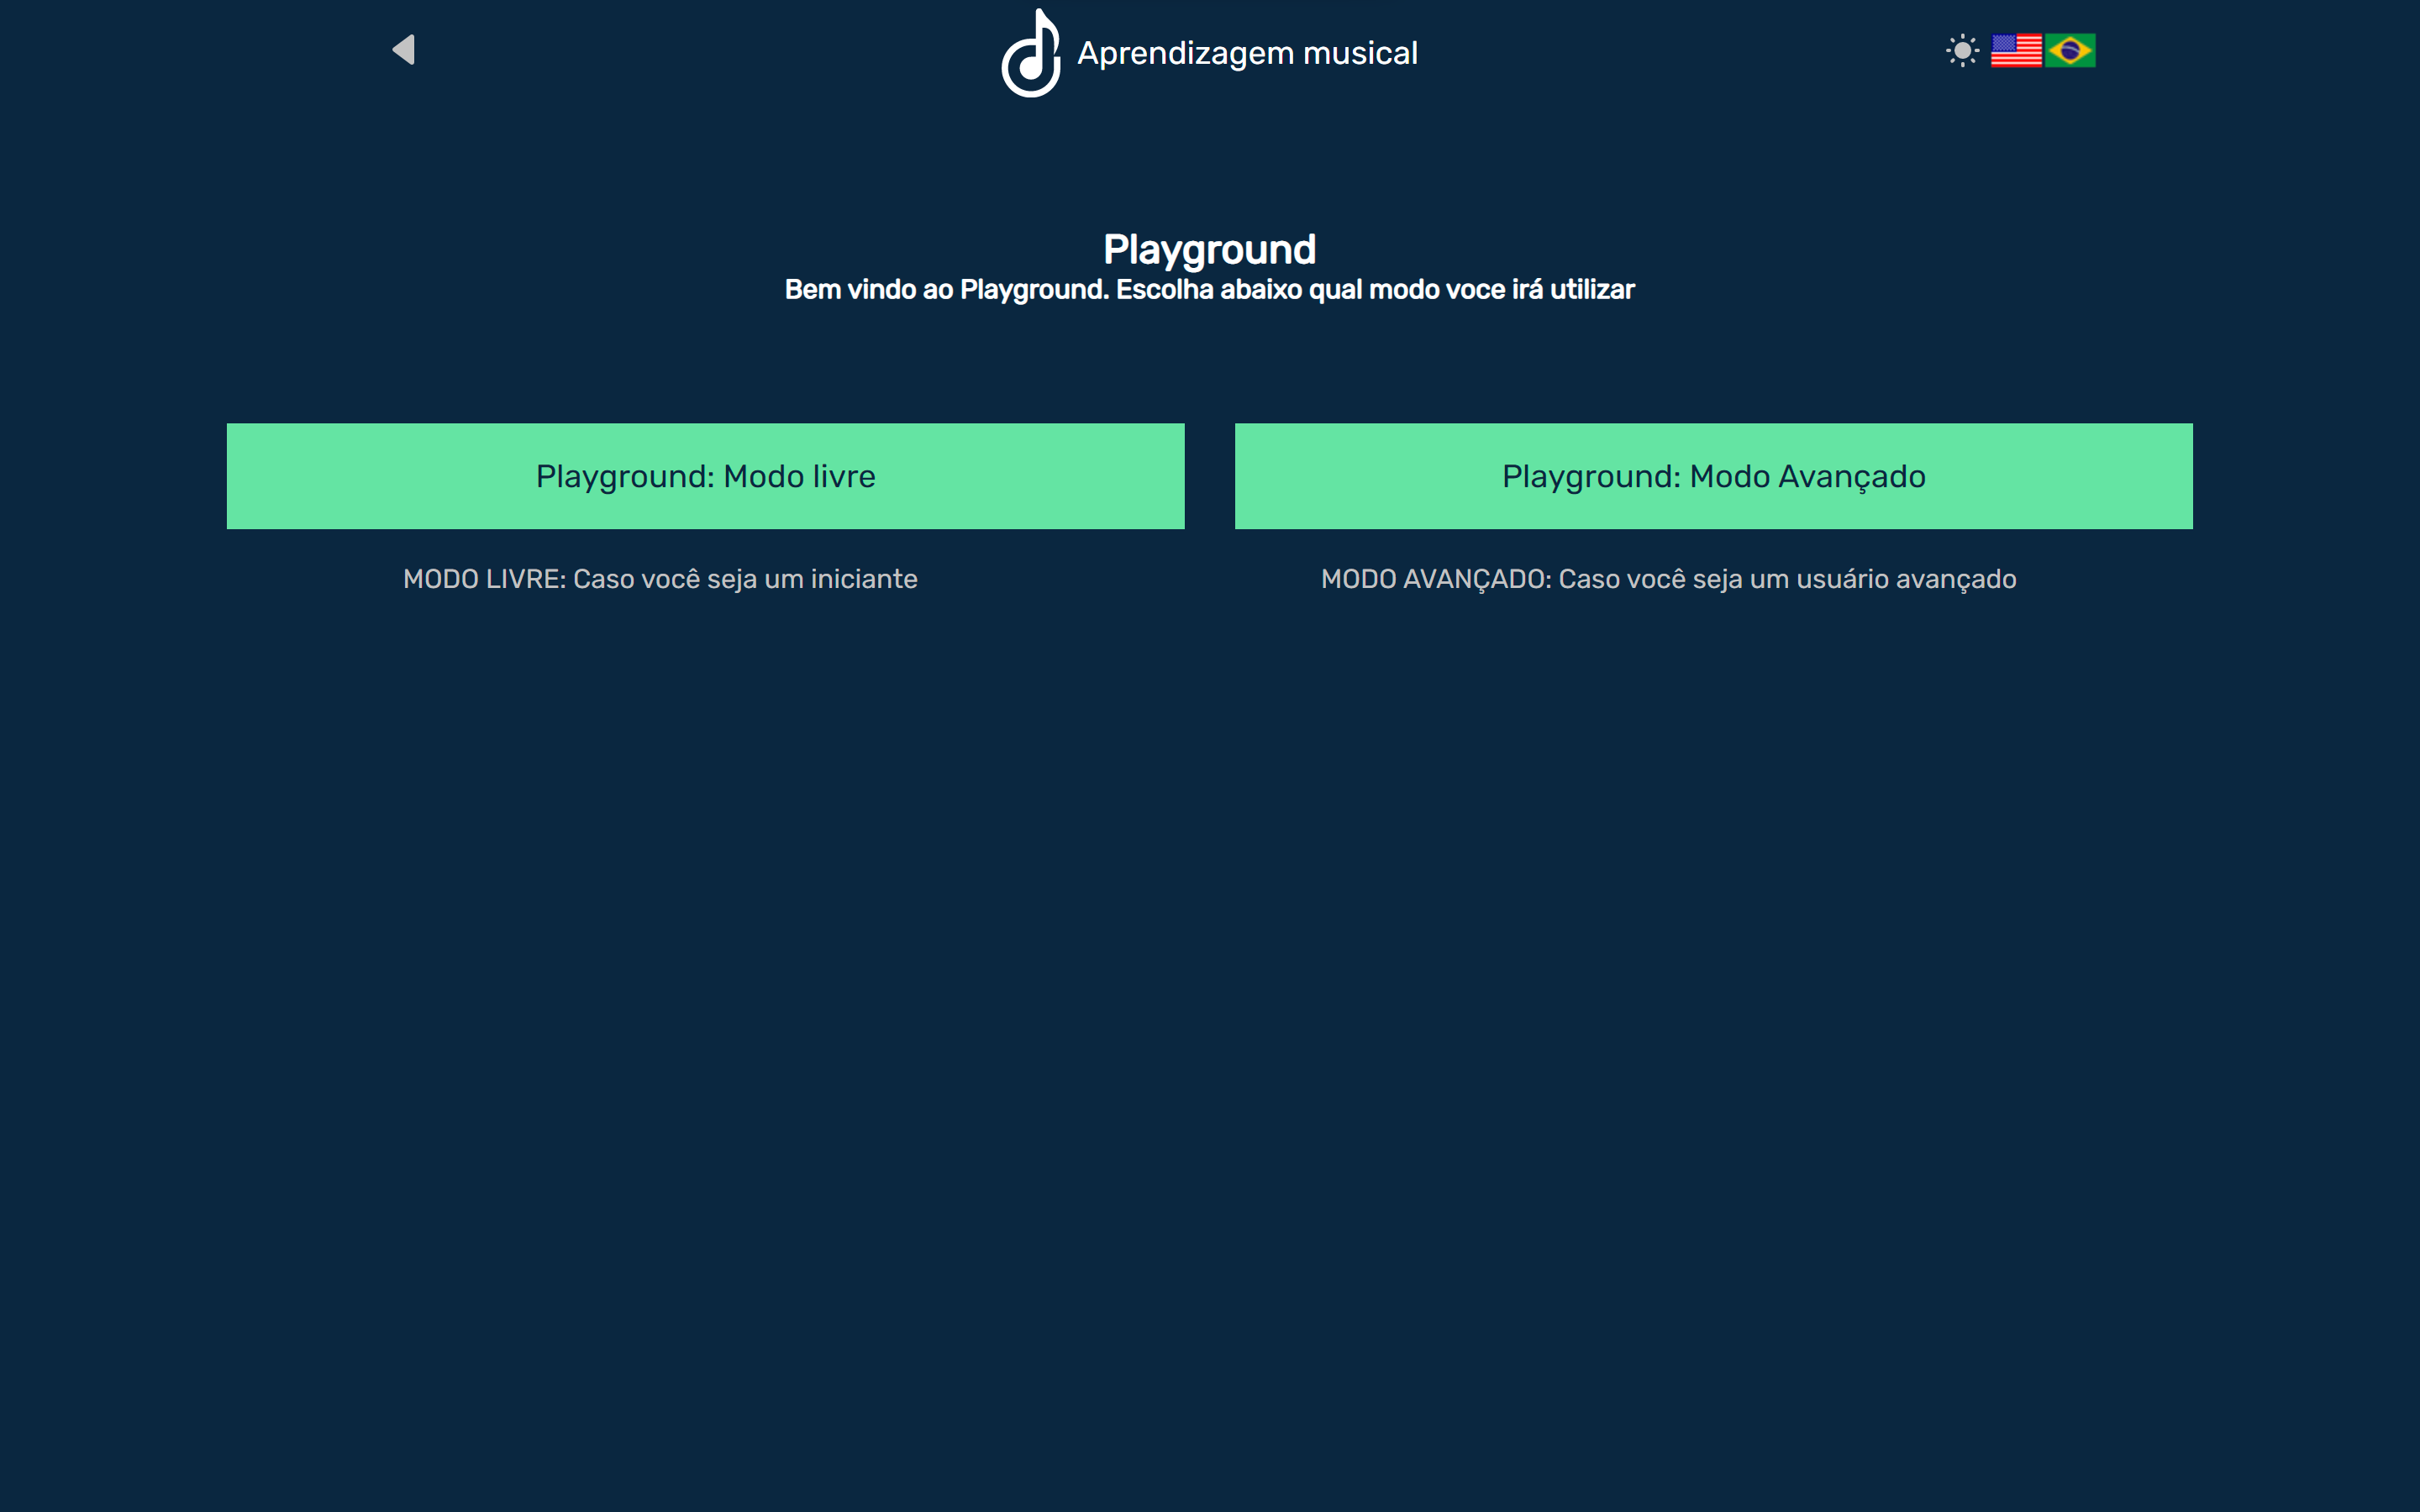 Aprendizagem musical
Playground
Bem vindo ao Playground. Escolha abaixo qual modo voce irá utilizar
Playground: Modo livre
Playground: Modo Avançado
MODO LIVRE: Caso você seja um iniciante
MODO AVANÇADO: Caso você seja um usuário avançado